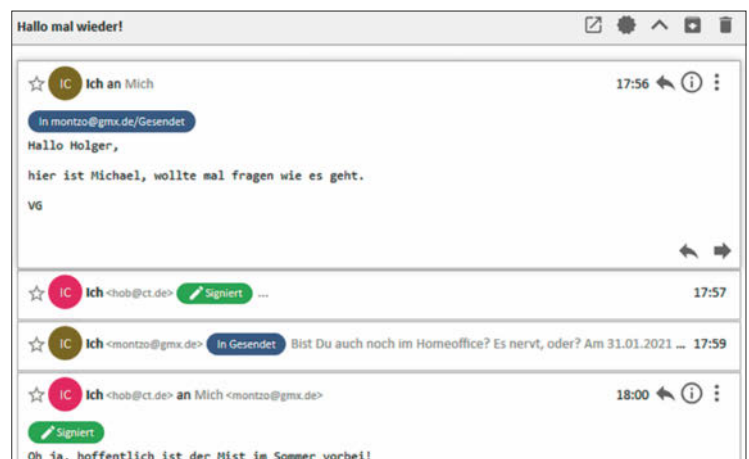 Hallo mal wieder!
IC Ich an Mich 17:56
In montzo@gmx.de/Gesendet
Hallo Holger,
hier ist Michael, wollte mal fragen wie es geht.
VG
IC Ich <hob@ct.de> Signiert ... 17:57
IC Ich <montzo@gmx.de> In Gesendet Bist Du auch noch im Homeoffice? Es nervt, oder? Am 31.01.2021 ... 17:59
IC Ich <hob@ct.de> an Mich <montzo@gmx.de> 18:00
Signiert
Oh ja, hoffentlich ist der Mist im Sommer vorbei!